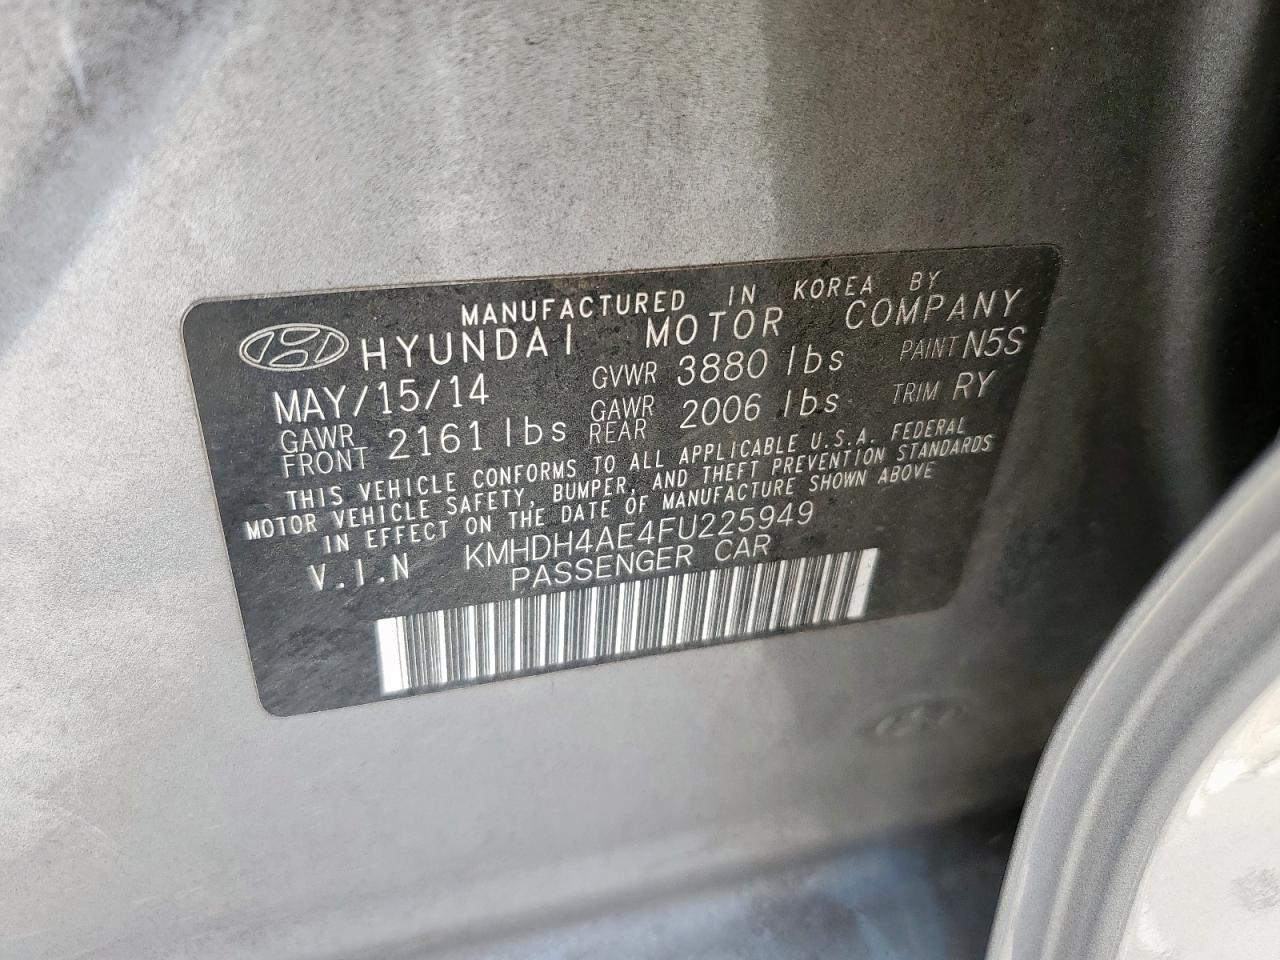 MANUFACTURED IN KOREA BY
HYUNDAI MOTOR COMPANY
MAY/15/14 GVWR 3880 lbs PAINT N5S
GAWR FRONT 2161 lbs GAWR REAR 2006 lbs TRIM RY
THIS VEHICLE CONFORMS TO ALL APPLICABLE U.S.A. FEDERAL
MOTOR VEHICLE SAFETY, BUMPER, AND THEFT PREVENTION STANDARDS
IN EFFECT ON THE DATE OF MANUFACTURE SHOWN ABOVE
V.I.N KMHDH4AE4FU225949
PASSENGER CAR